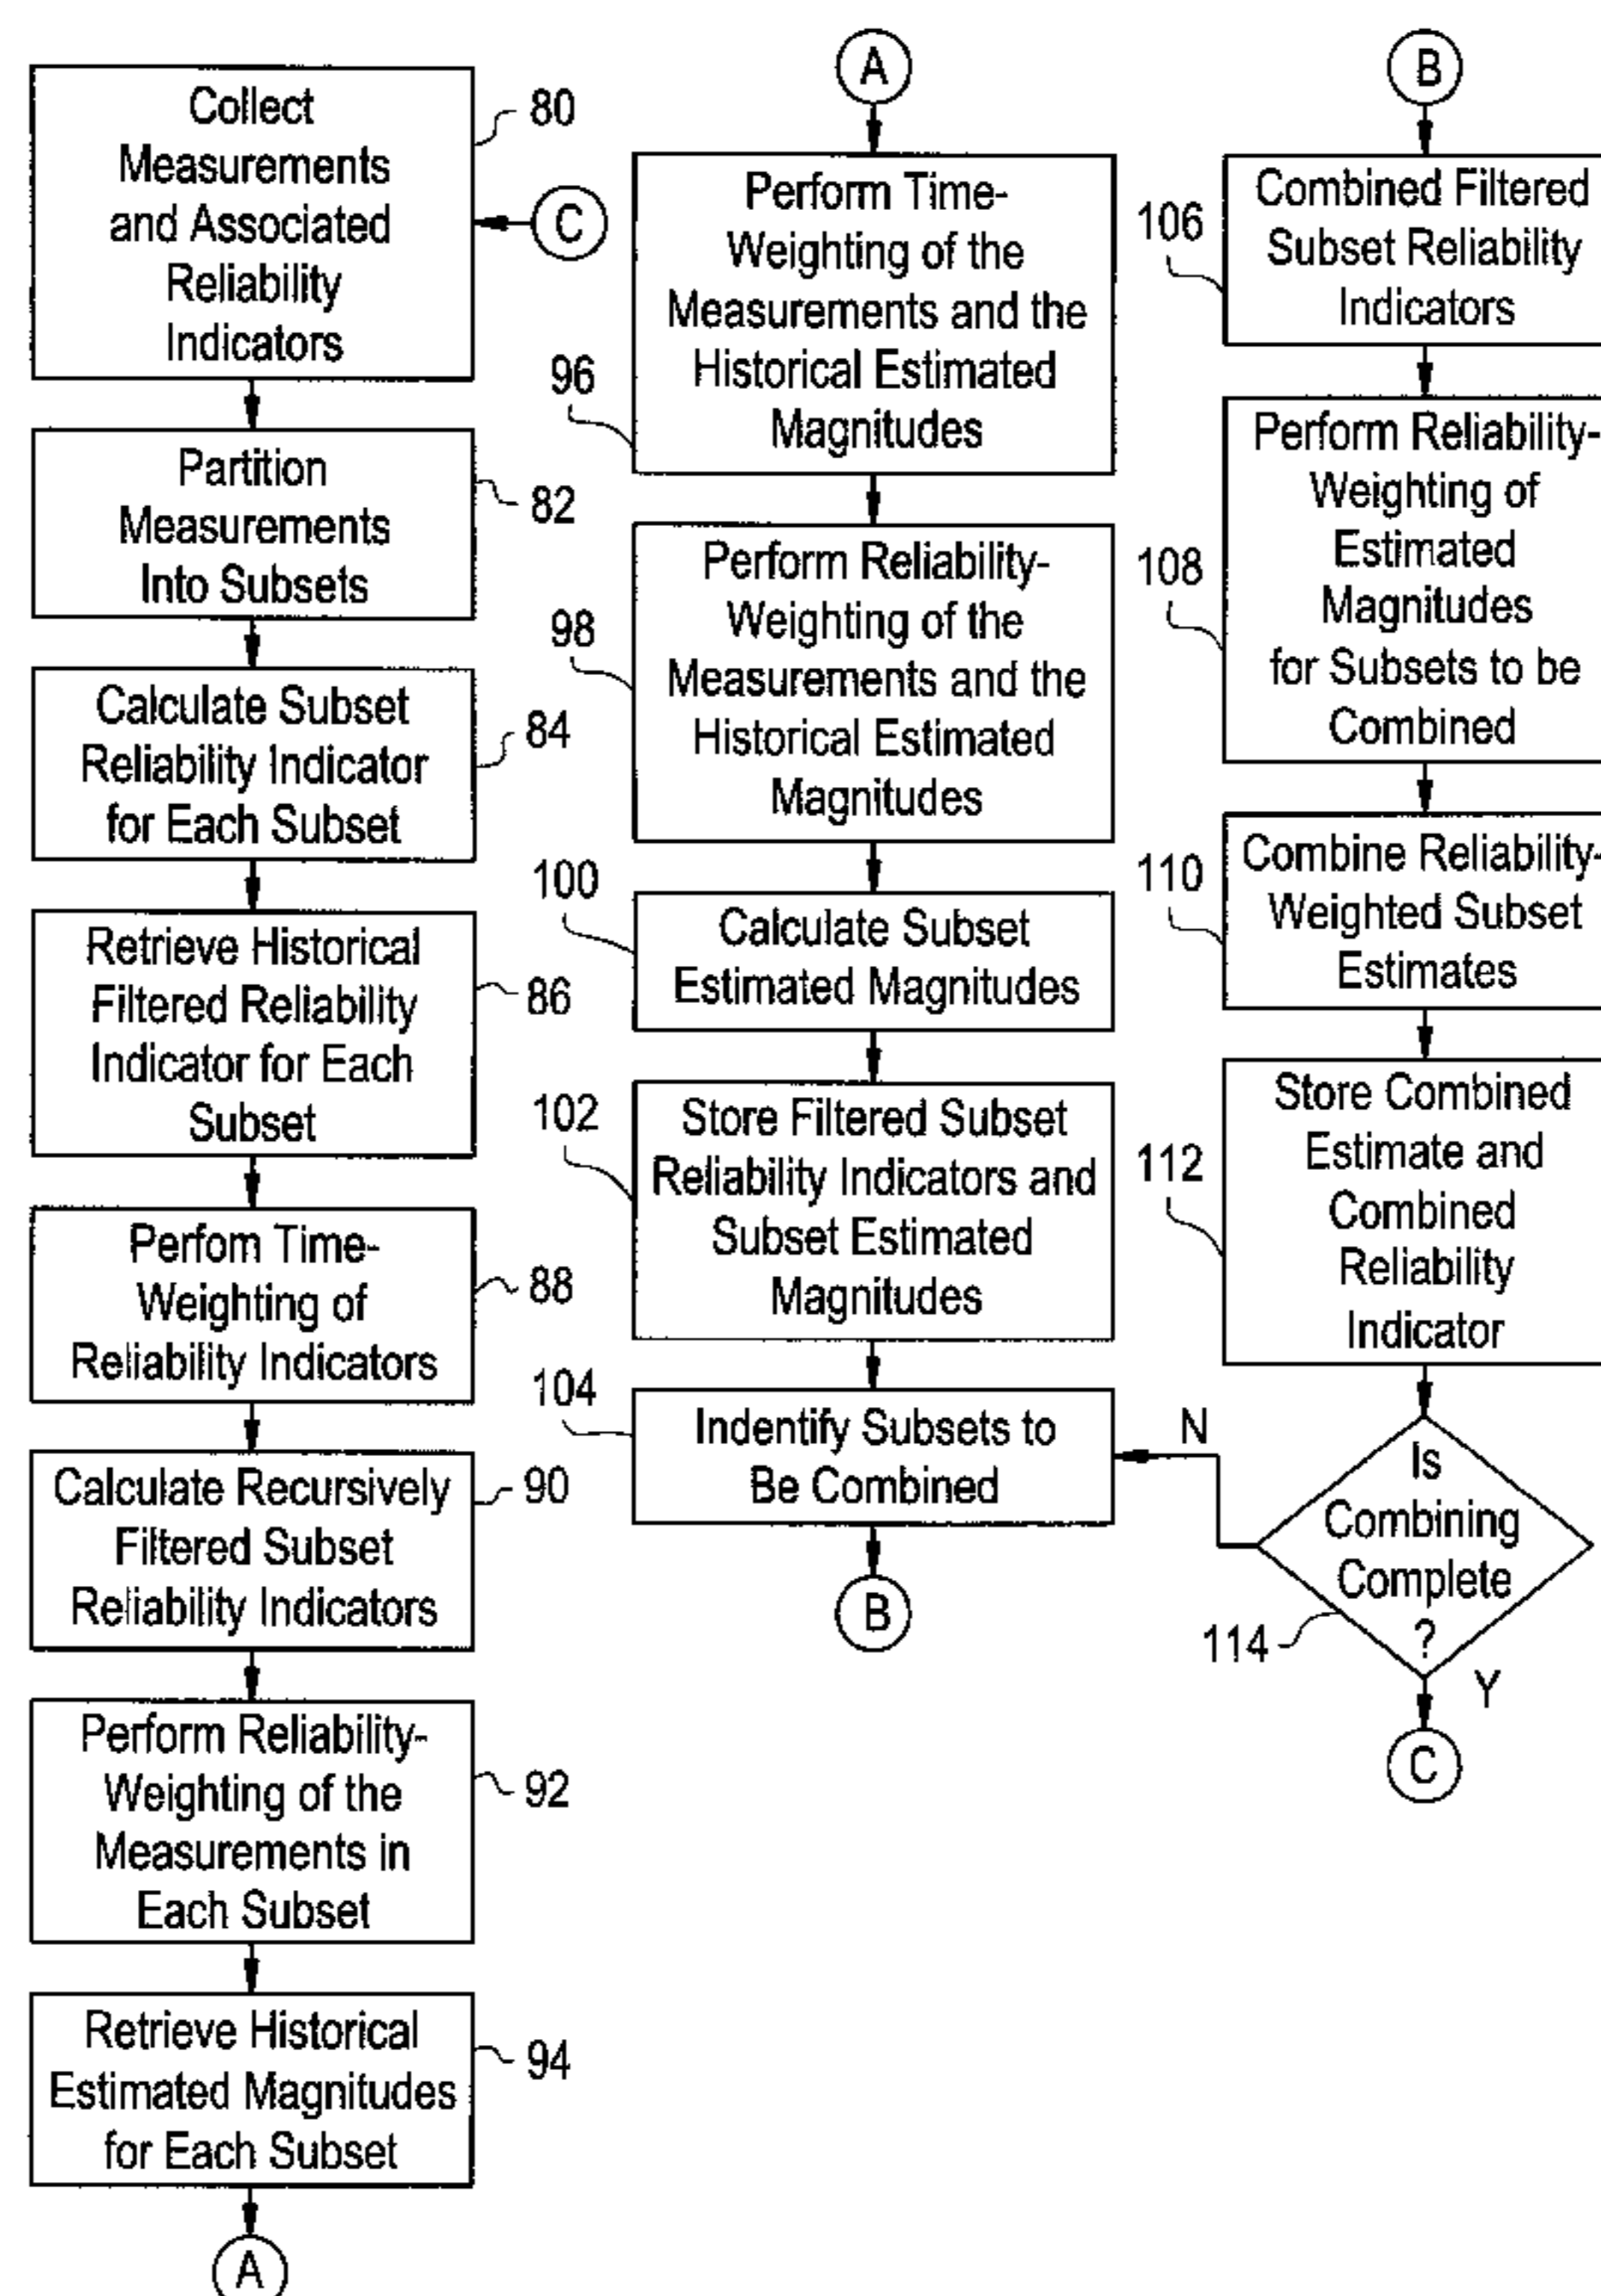 Collect
Measurements
and Associated
Reliability
Indicators
80
C
Partition
Measurements
Into Subsets
82
Calculate Subset
Reliability Indicator
for Each Subset
84
Retrieve Historical
Filtered Reliability
Indicator for Each
Subset
86
Perfom Time-
Weighting of
Reliability Indicators
88
Calculate Recursively
Filtered Subset
Reliability Indicators
90
Perform Reliability-
Weighting of the
Measurements in
Each Subset
92
Retrieve Historical
Estimated Magnitudes
for Each Subset
94
A
A
Perform Time-
Weighting of the
Measurements and the
Historical Estimated
Magnitudes
96
Perform Reliability-
Weighting of the
Measurements and the
Historical Estimated
Magnitudes
98
Calculate Subset
Estimated Magnitudes
100
Store Filtered Subset
Reliability Indicators and
Subset Estimated
Magnitudes
102
Indentify Subsets to
Be Combined
104
B
B
Combined Filtered
Subset Reliability
Indicators
106
Perform Reliability-
Weighting of
Estimated
Magnitudes
for Subsets to be
Combined
108
Combine Reliability-
Weighted Subset
Estimates
110
Store Combined
Estimate and
Combined
Reliability
Indicator
112
Is
Combining
Complete
?
114
N
Y
C